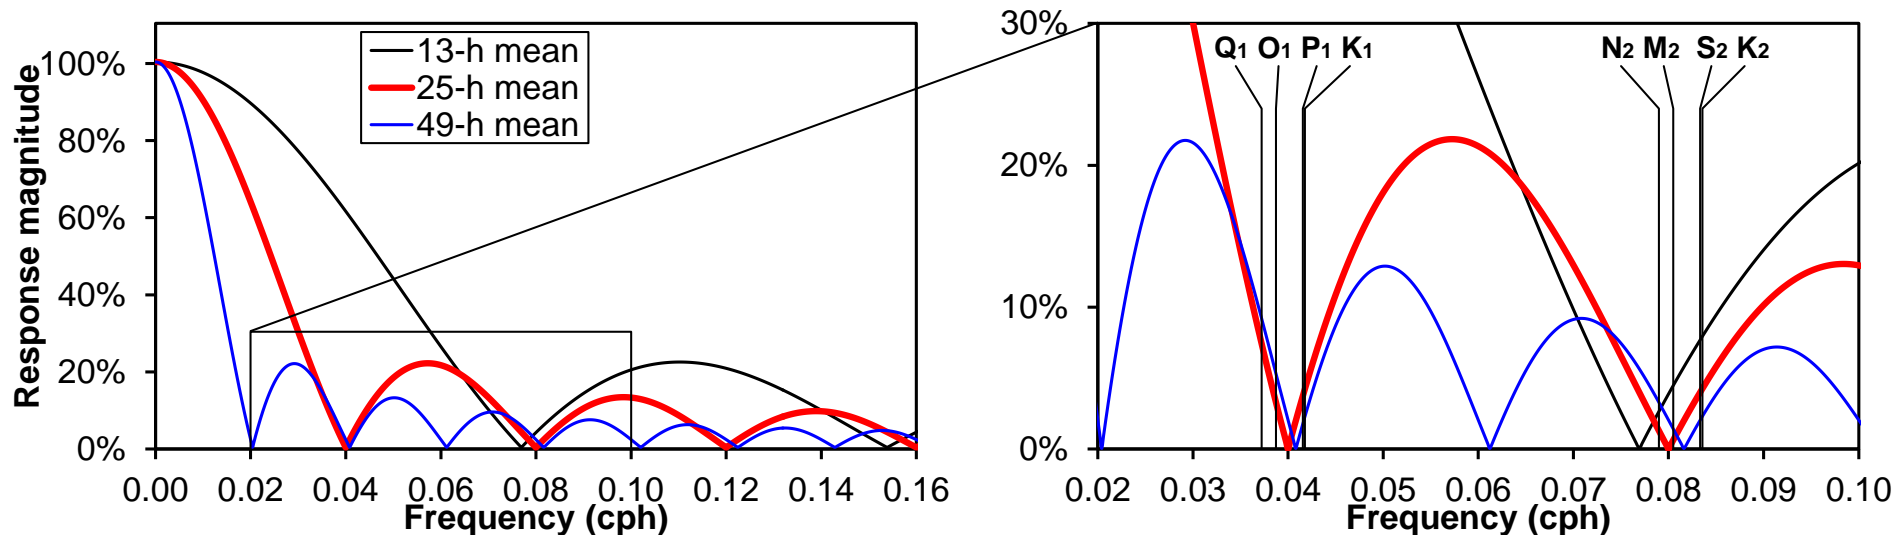 Response magnitude
100%
80%
60%
40%
20%
0%
13-h mean
25-h mean
49-h mean
0.00 0.02 0.04 0.06 0.08 0.10 0.12 0.14 0.16
Frequency (cph)
30%
20%
10%
0%
Q1 O1 P1 K1 N2 M2 S2 K2
0.02 0.03 0.04 0.05 0.06 0.07 0.08 0.09 0.10
Frequency (cph)